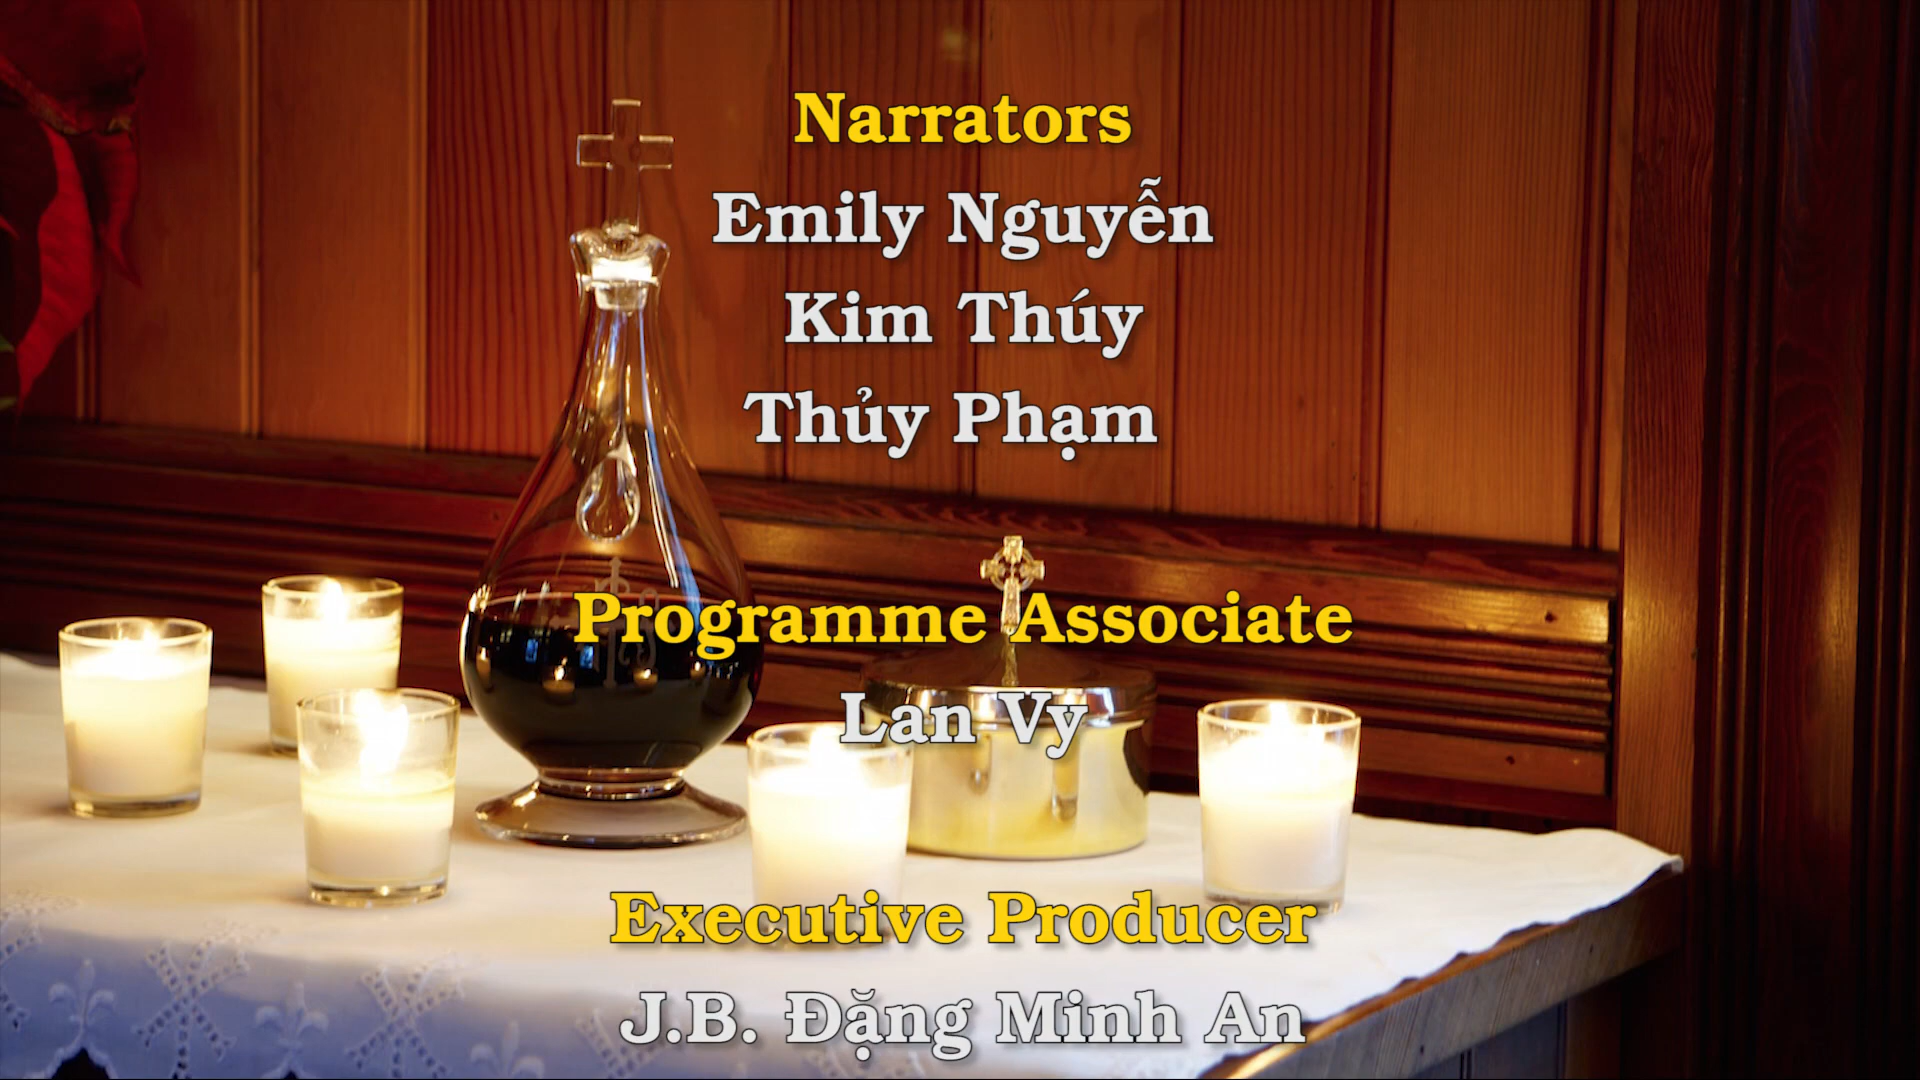 Narrators
Emily Nguyễn
Kim Thúy
Thủy Phạm
Programme Associate
Lan Vy
Executive Producer
J.B. Đặng Minh An